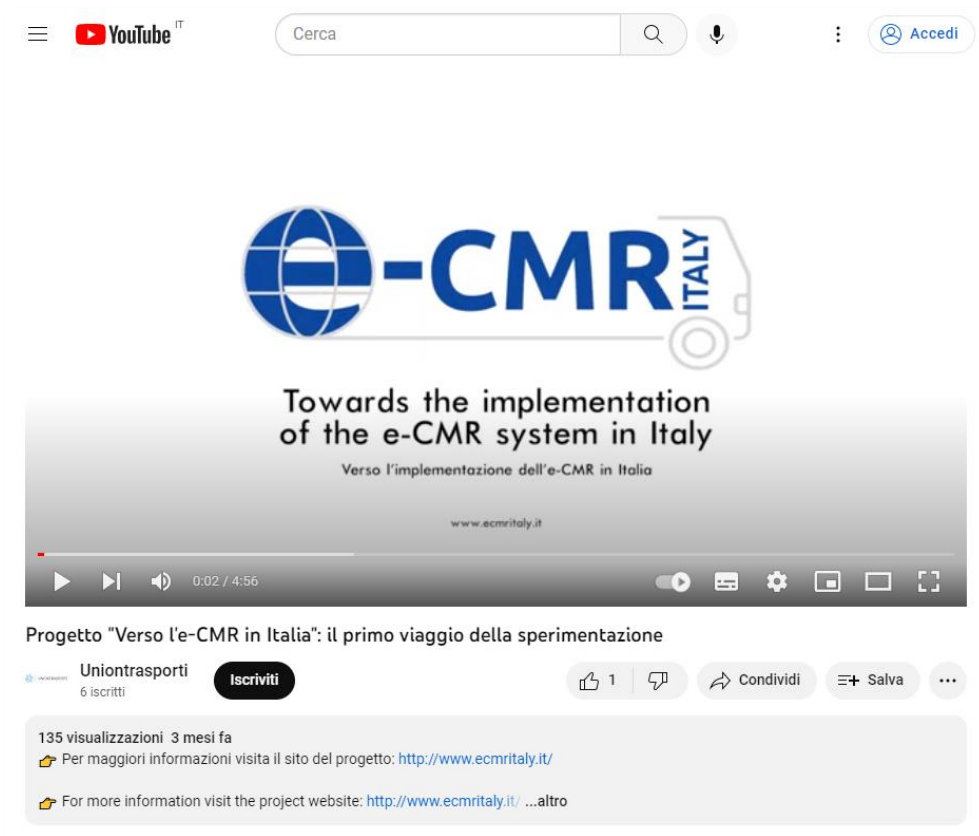 YouTube IT
Cerca
Accedi
e-CMR ITALY
Towards the implementation
of the e-CMR system in Italy
Verso l'implementazione dell'e-CMR in Italia
www.ecmritaly.it
0:02 / 4:56
Progetto "Verso l'e-CMR in Italia": il primo viaggio della sperimentazione
Uniontrasporti
6 iscritti
Iscriviti
1
Condividi
Salva
135 visualizzazioni 3 mesi fa
👉 Per maggiori informazioni visita il sito del progetto: http://www.ecmritaly.it/
👉 For more information visit the project website: http://www.ecmritaly.it/ ...altro